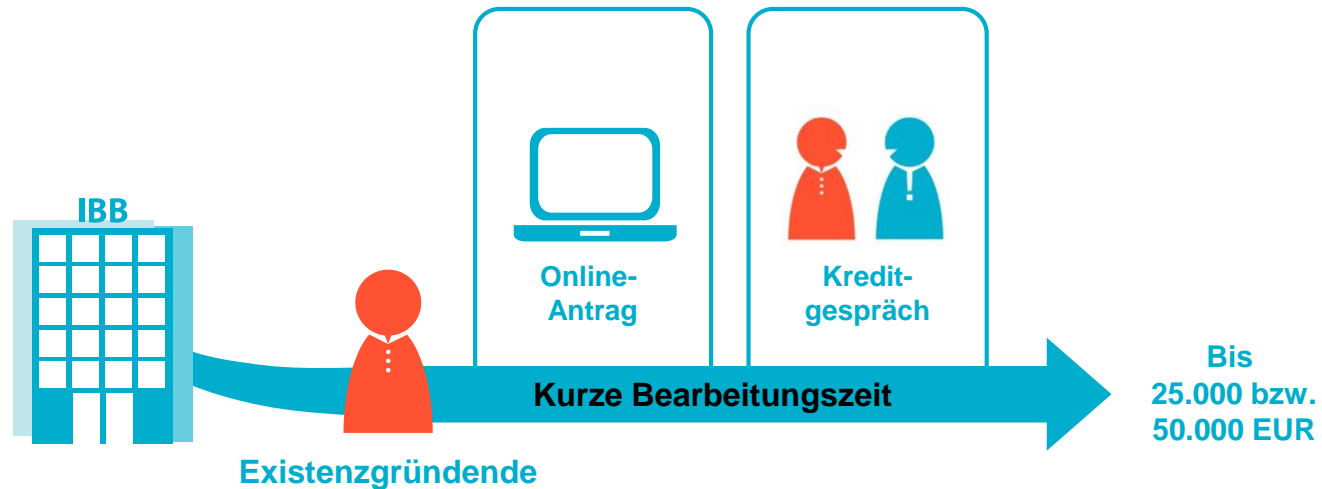 IBB
Online-
Antrag
Kredit-
gespräch
Kurze Bearbeitungszeit
Bis
25.000 bzw.
50.000 EUR
Existenzgründende